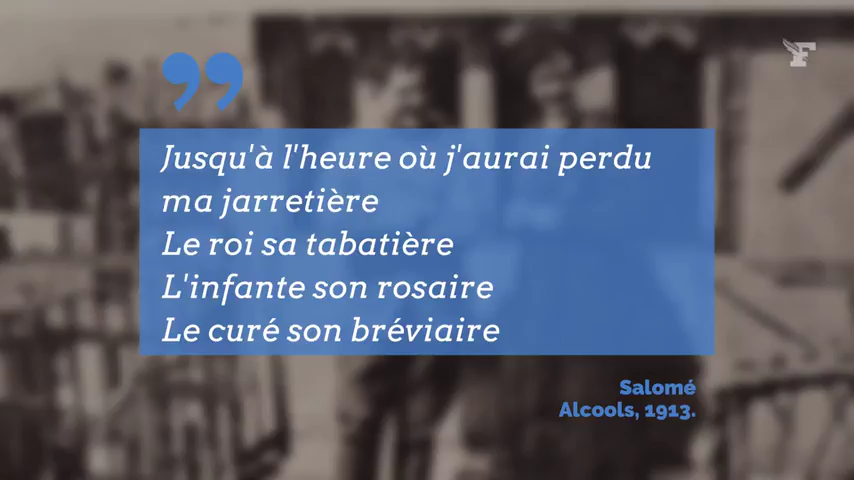 Jusqu'à l'heure où j'aurai perdu
ma jarretière
Le roi sa tabatière
L'infante son rosaire
Le curé son bréviaire
Salomé
Alcools, 1913.